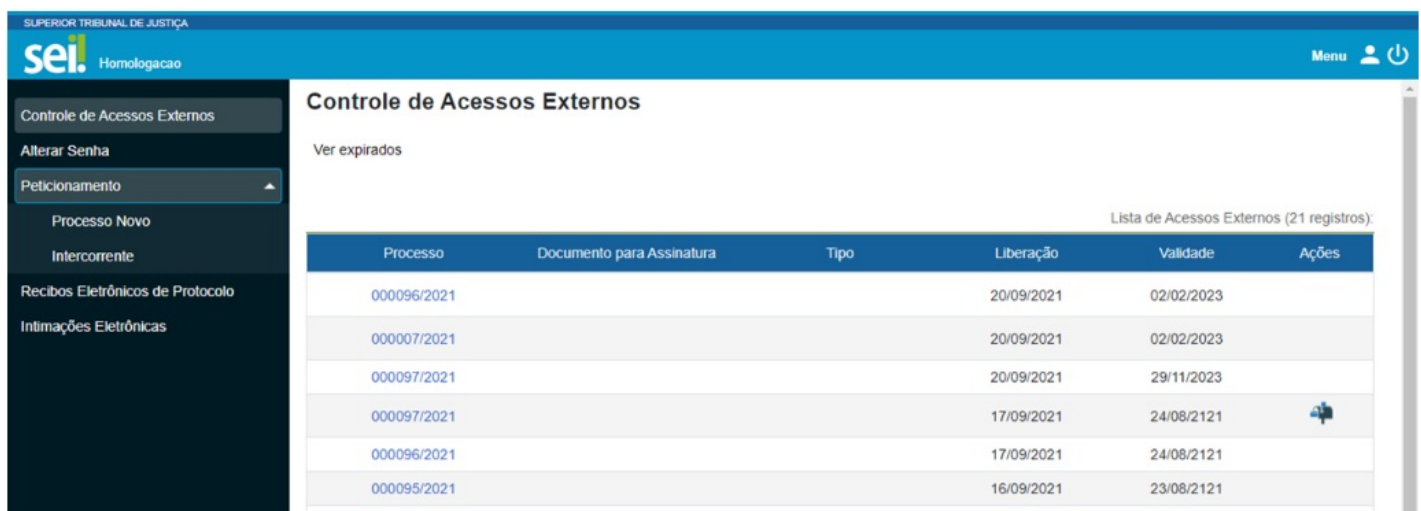 SUPERIOR TRIBUNAL DE JUSTIÇA
sei! Homologacao
Menu
Controle de Acessos Externos
Alterar Senha
Peticionamento
Processo Novo
Intercorrente
Recibos Eletrônicos de Protocolo
Intimações Eletrônicas
Controle de Acessos Externos
Ver expirados
Lista de Acessos Externos (21 registros):
Processo Documento para Assinatura Tipo Liberação Validade Ações
000096/2021 20/09/2021 02/02/2023
000007/2021 20/09/2021 02/02/2023
000097/2021 20/09/2021 29/11/2023
000097/2021 17/09/2021 24/08/2121
000096/2021 17/09/2021 24/08/2121
000095/2021 16/09/2021 23/08/2121